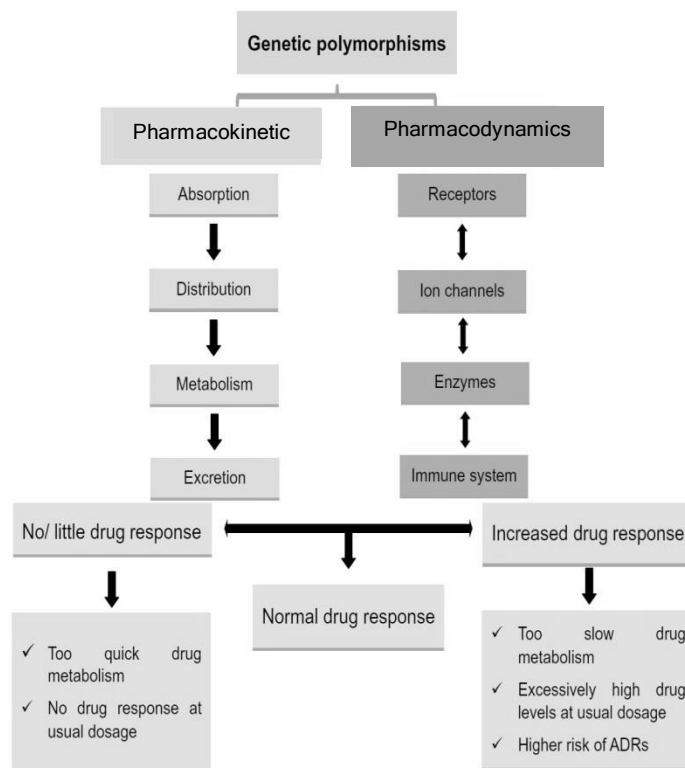 Genetic polymorphisms
Pharmacokinetic
Pharmacodynamics
Absorption
Receptors
Distribution
Ion channels
Metabolism
Enzymes
Excretion
Immune system
No/ little drug response
Increased drug response
Normal drug response
✓ Too quick drug
metabolism
✓ No drug response at
usual dosage
✓ Too slow drug
metabolism
✓ Excessively high drug
levels at usual dosage
✓ Higher risk of ADRs